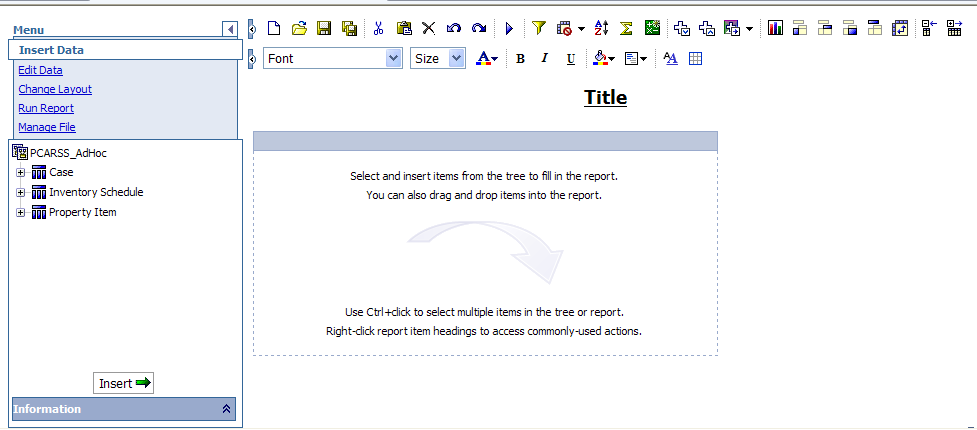 Menu
Insert Data
Edit Data
Change Layout
Run Report
Manage File
PCARSS_AdHoc
Case
Inventory Schedule
Property Item
Insert
Information
Font
Size
A
B
I
U
AA
Title
Select and insert items from the tree to fill in the report.
You can also drag and drop items into the report.
Use Ctrl+click to select multiple items in the tree or report.
Right-click report item headings to access commonly-used actions.